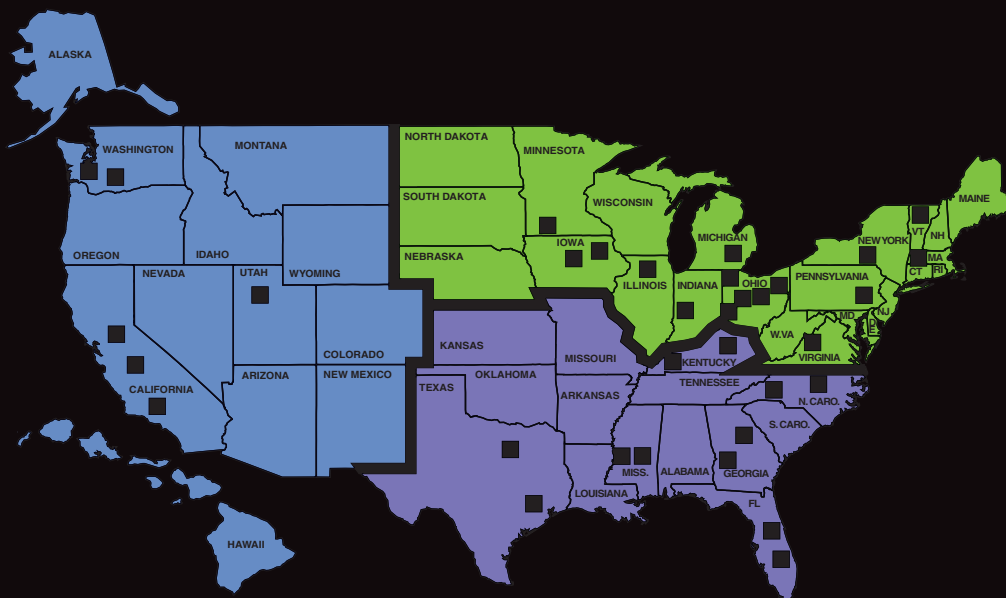 ALASKA
WASHINGTON
MONTANA
NORTH DAKOTA
MINNESOTA
SOUTH DAKOTA
WISCONSIN
MAINE
OREGON
IDAHO
WYOMING
NEBRASKA
IOWA
MICHIGAN
NEW YORK
VT
NH
MA
CT
RI
NEVADA
UTAH
ILLINOIS
INDIANA
OHIO
PENNSYLVANIA
NJ
MD
D
E
W.VA
VIRGINIA
CALIFORNIA
COLORADO
KANSAS
MISSOURI
KENTUCKY
ARIZONA
NEW MEXICO
TEXAS
OKLAHOMA
ARKANSAS
TENNESSEE
N. CARO.
S. CARO.
MISS.
ALABAMA
GEORGIA
LOUISIANA
FL
HAWAII